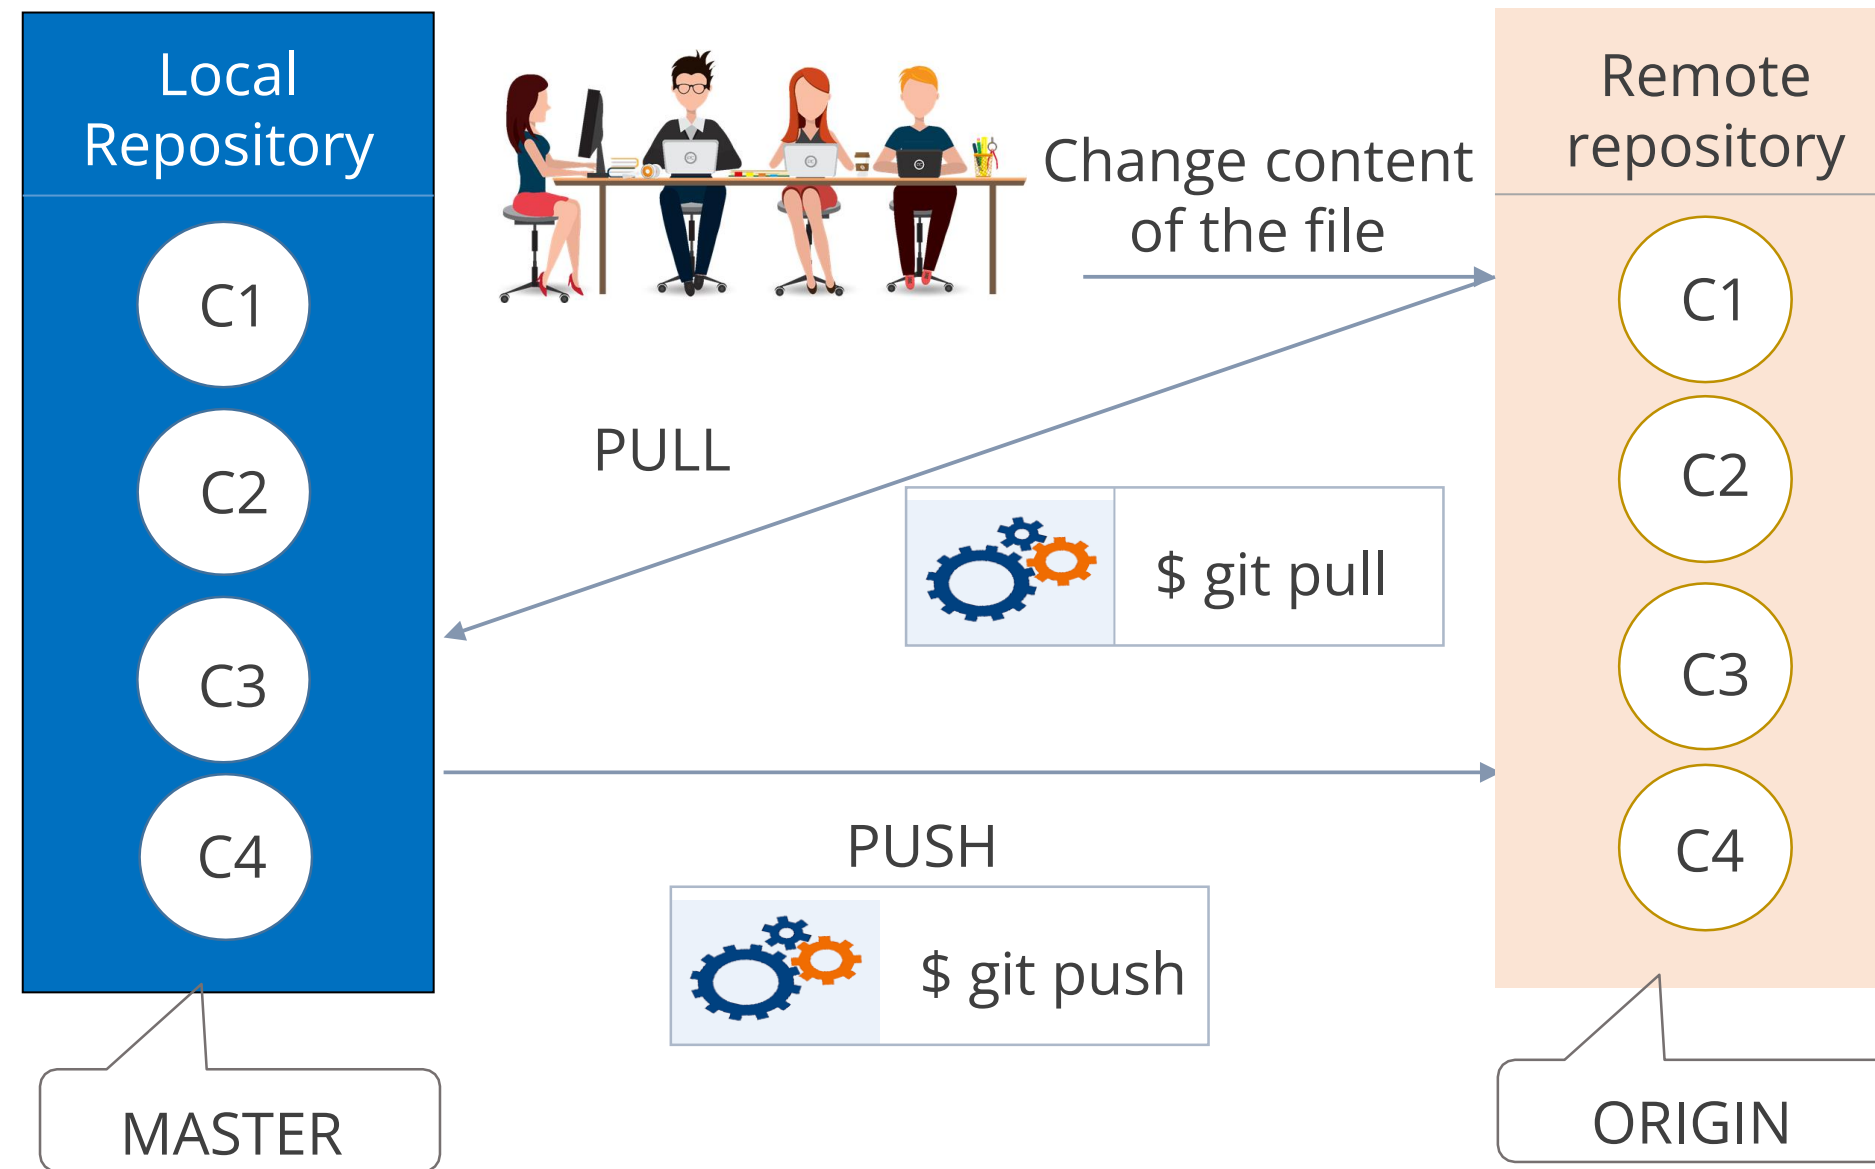 Local
Repository
C1
C2
C3
C4
MASTER
Change content
of the file
PULL
$ git pull
PUSH
$ git push
Remote
repository
C1
C2
C3
C4
ORIGIN